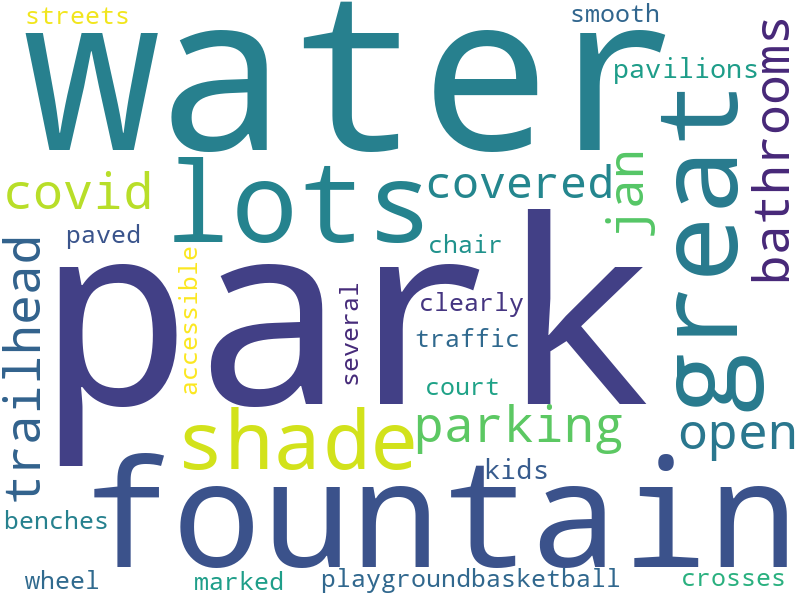 streets
smooth
water
pavilions
bathrooms
great
lots
covid
covered
jan
paved
chair
trailhead
park
accessible
several
clearly
traffic
court
shade
parking
open
kids
fountain
benches
wheel
marked
playgroundbasketball
crosses